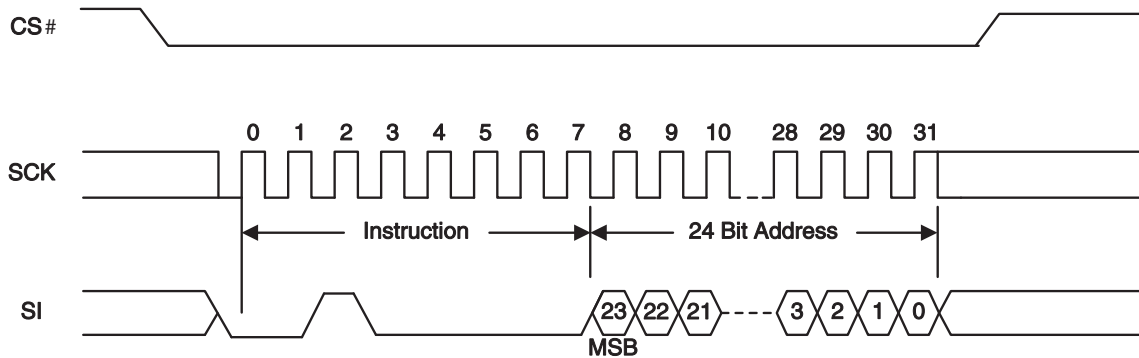 CS#
0 1 2 3 4 5 6 7 8 9 10 28 29 30 31
SCK
Instruction 24 Bit Address
SI 23 22 21 3 2 1 0
MSB